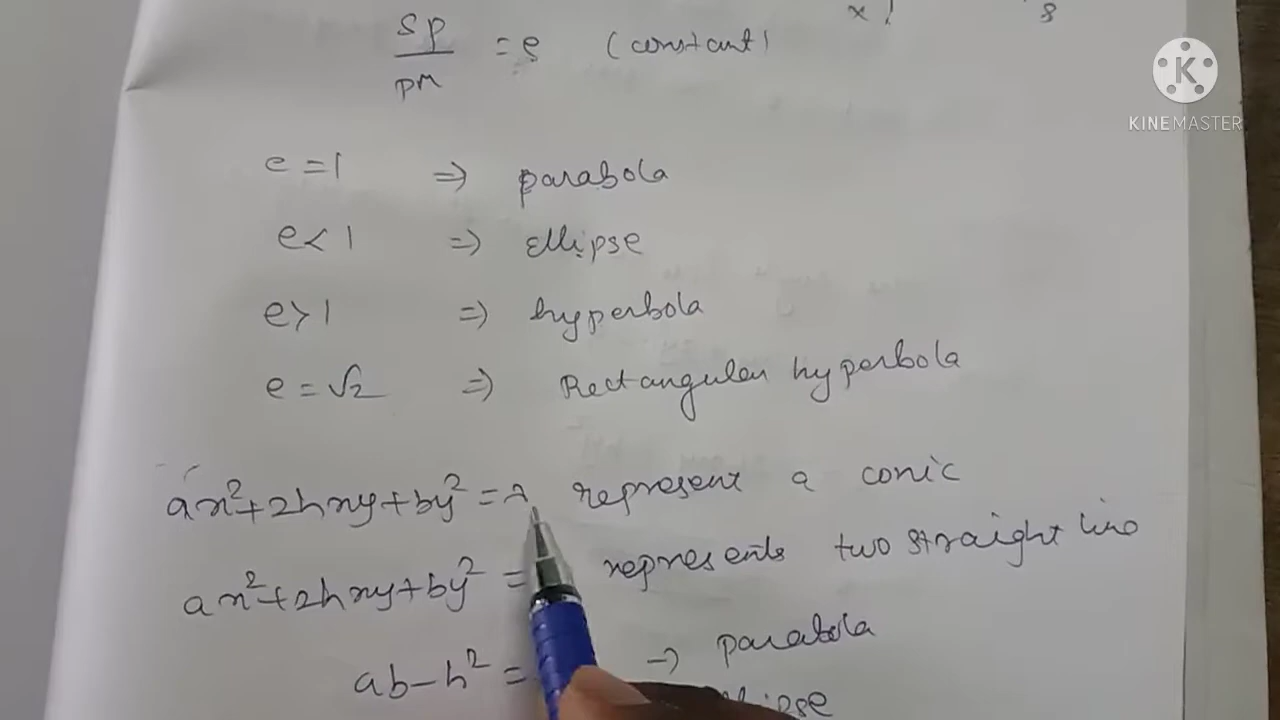 x
S
SP
PM
= e (constant)
K
KINEMASTER
e = 1 ⇒ parabola
e < 1 ⇒ Ellipse
e > 1 ⇒ hyperbola
e = √2 ⇒ Rectangular hyperbola
ax² + 2hxy + by² = λ represent a conic
ax² + 2hxy + by² = represents two straight line
ab - h² = → parabola